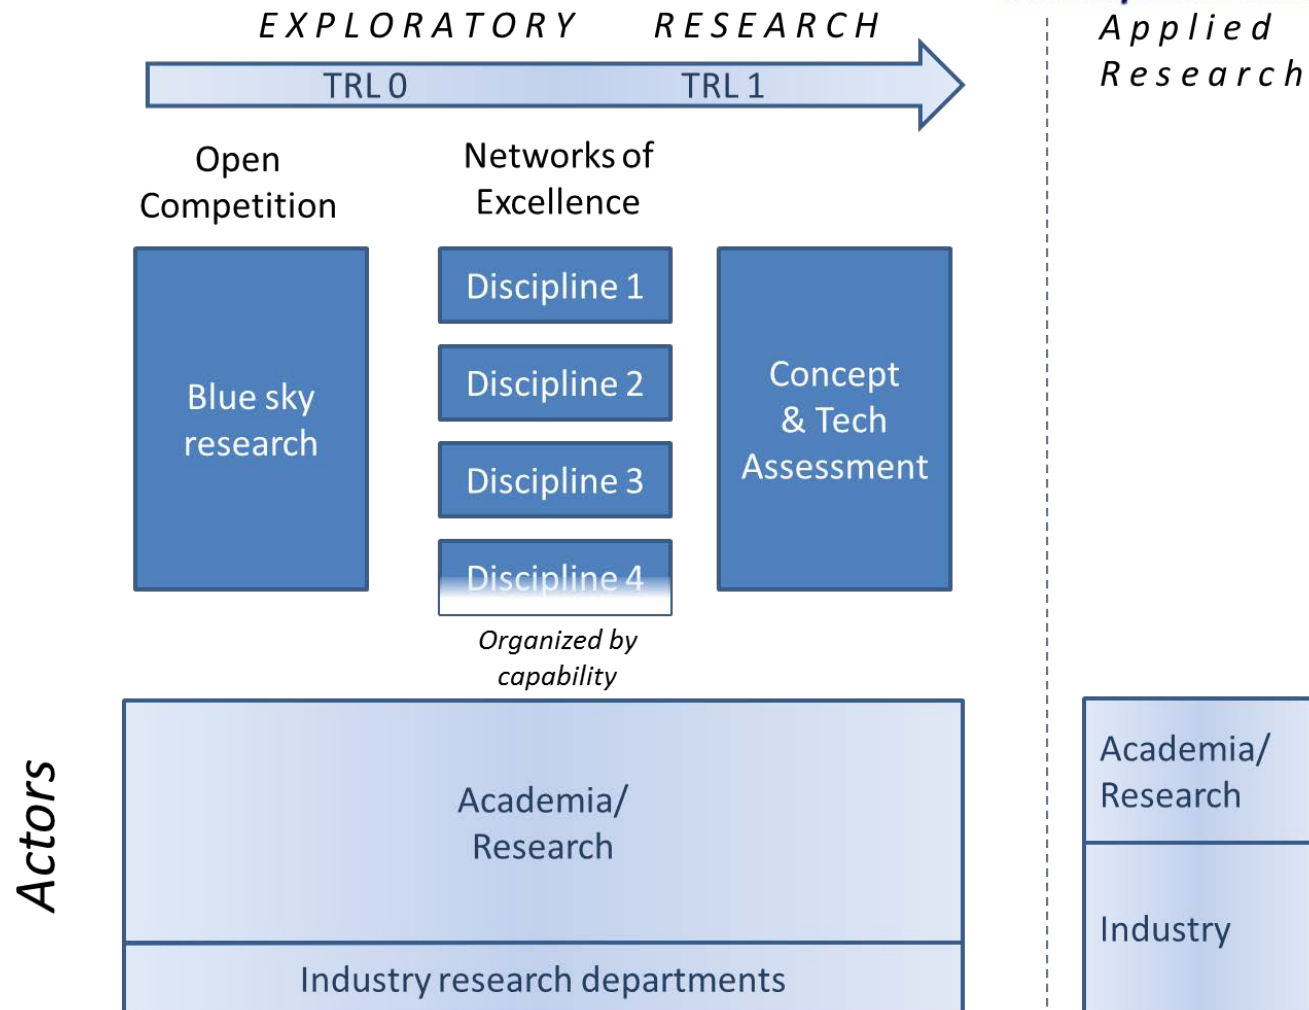 EXPLORATORY RESEARCH
Applied
Research
TRL 0 TRL 1
Open
Competition
Networks of
Excellence
Blue sky
research
Discipline 1
Discipline 2
Discipline 3
Discipline 4
Organized by
capability
Concept
& Tech
Assessment
Actors
Academia/
Research
Industry research departments
Academia/
Research
Industry